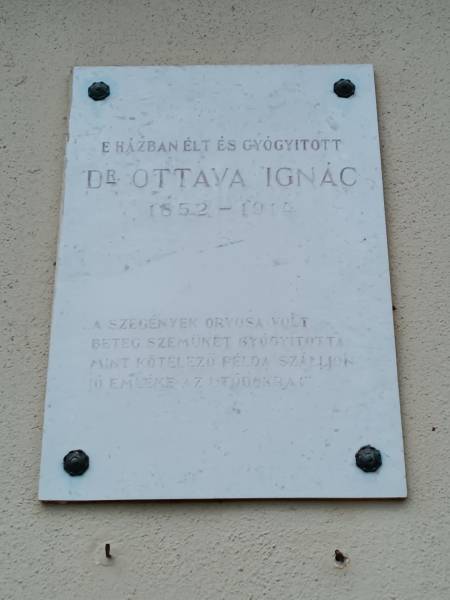 E HÁZBAN ÉLT ÉS GYÓGYITOTT
DR OTTAVA IGNÁC
1852 – 191
„A SZEGÉNYEK ORVOSA VOLT
BETEG SZEMÜKET GYÓGYITOTTA
MINT KÖTELEZŐ PÉLDA SZÁLLJON
JÓ EMLÉKE AZ UTÓDOKRA!"